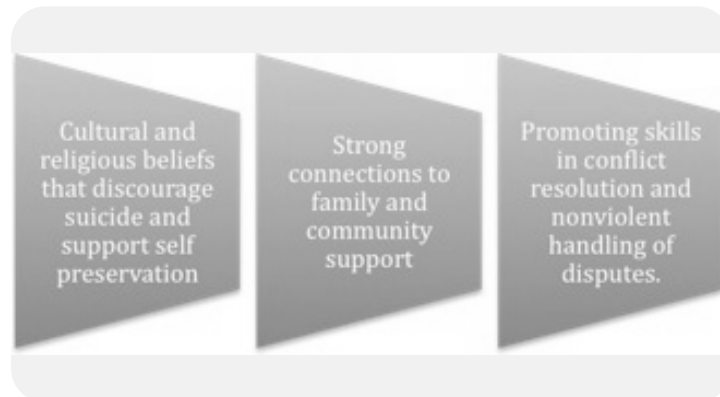 Cultural and
religious beliefs
that discourage
suicide and
support self
preservation
Strong
connections to
family and
community
support
Promoting skills
in conflict
resolution and
nonviolent
handling of
disputes.